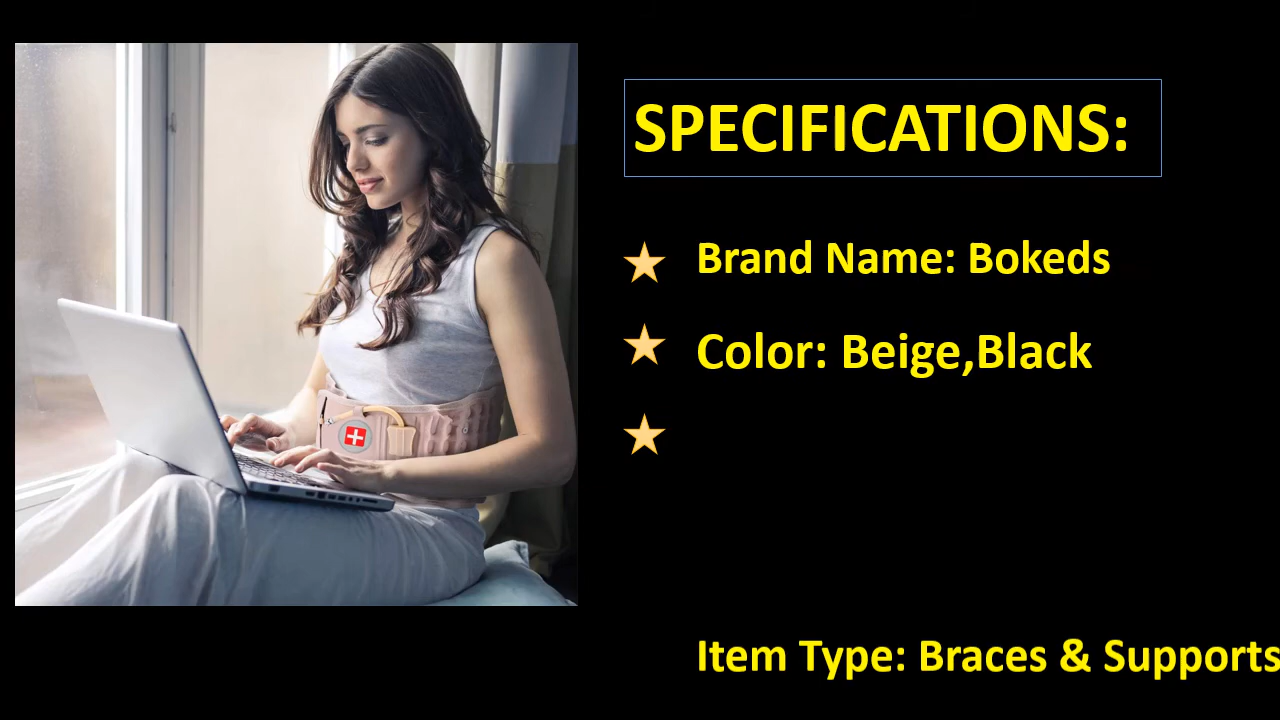 SPECIFICATIONS:
Brand Name: Bokeds
Color: Beige,Black
Item Type: Braces & Supports